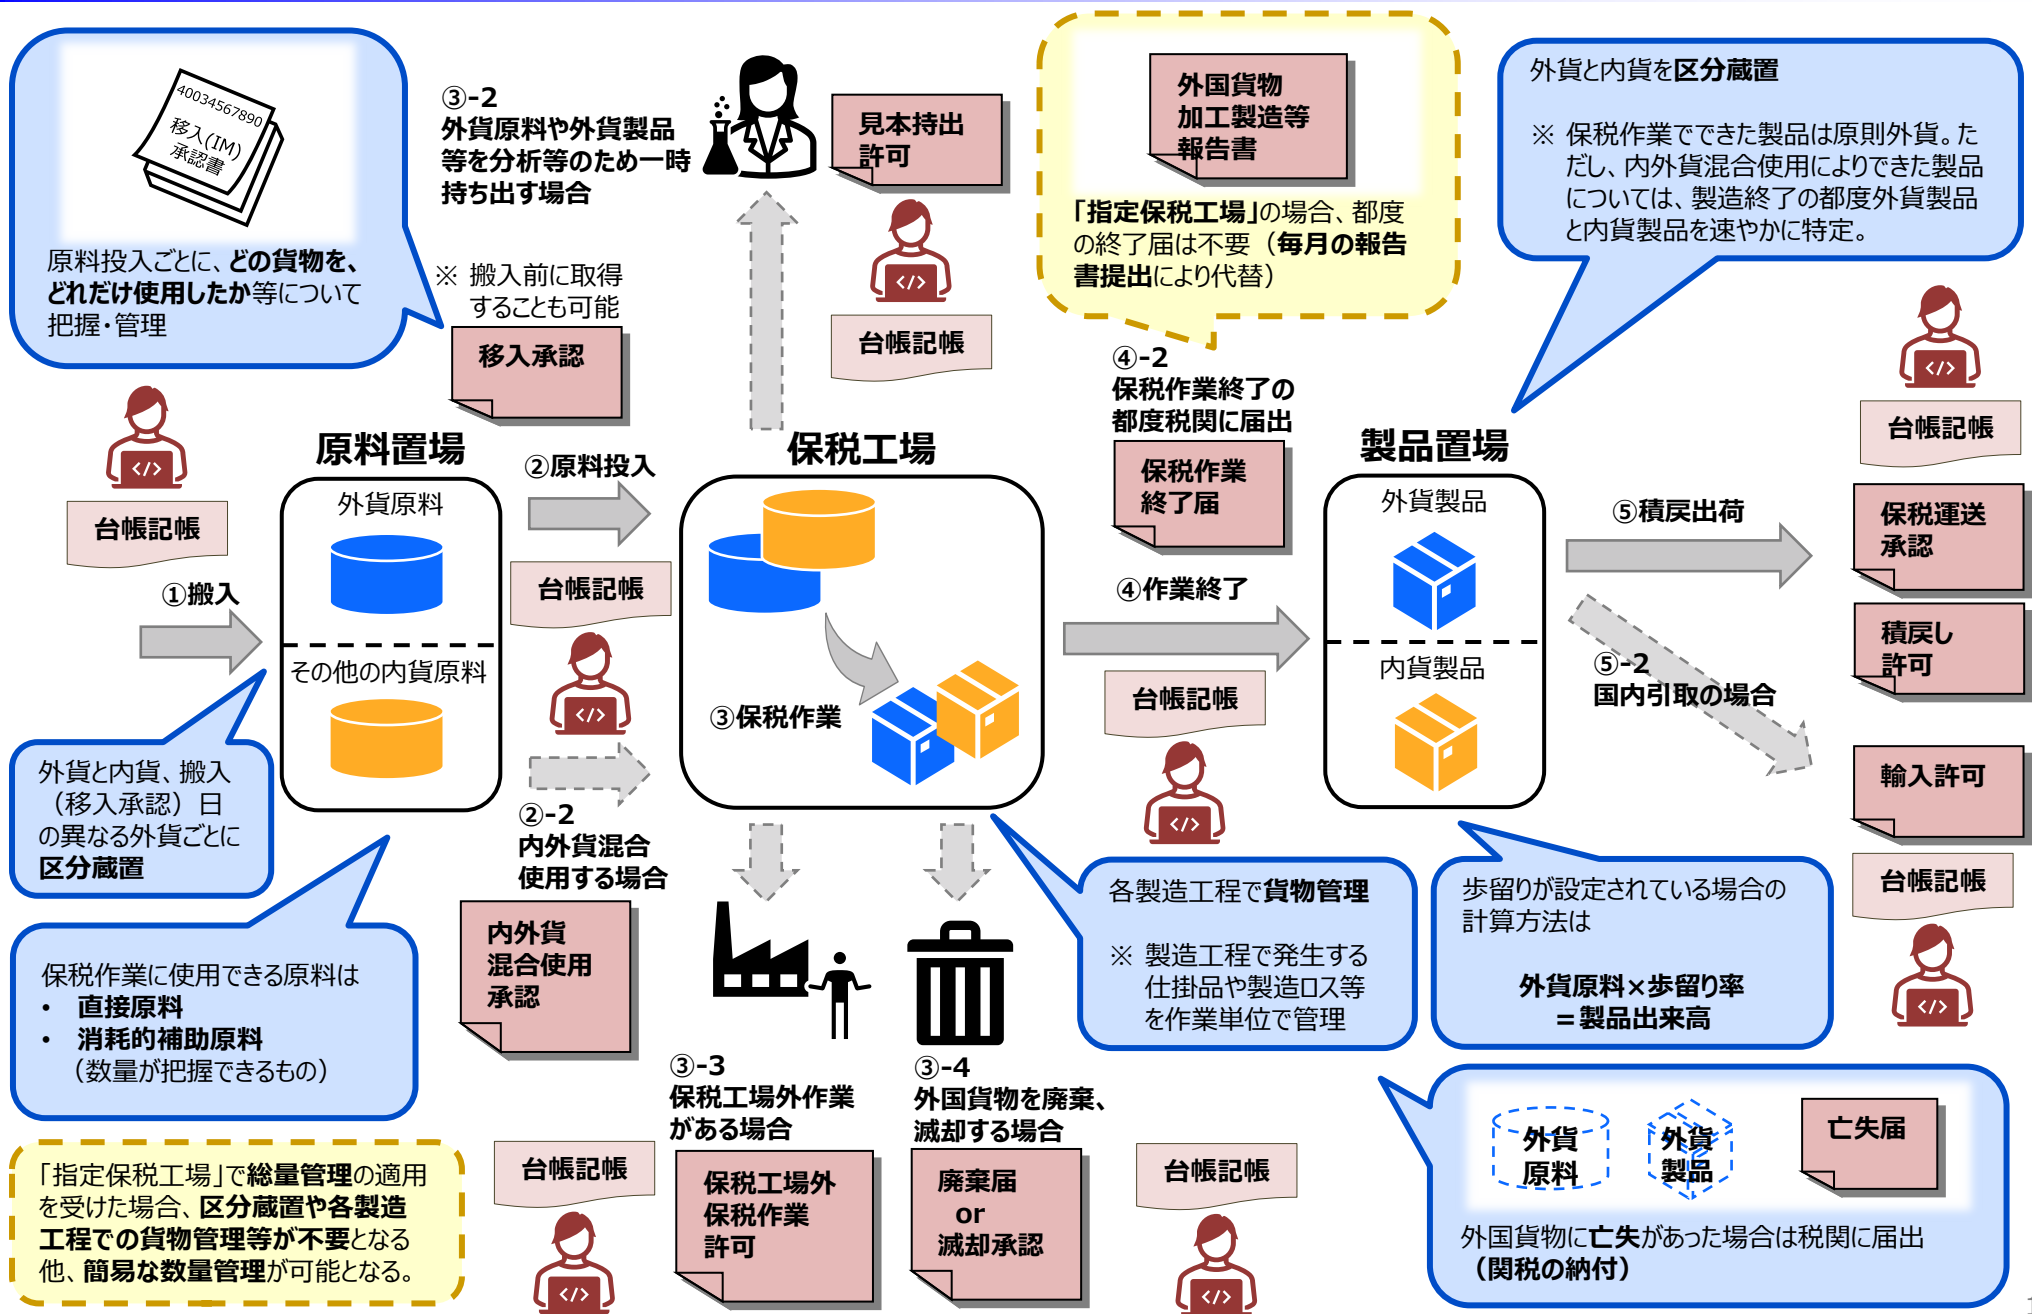 40034567890
移入(IM)
承認書
原料投入ごとに、どの貨物を、
どれだけ使用したか等について
把握・管理
③-2
外貨原料や外貨製品
等を分析等のため一時
持ち出す場合
見本持出
許可
台帳記帳
※ 搬入前に取得
することも可能
移入承認
外国貨物
加工製造等
報告書
「指定保税工場」の場合、都度
の終了届は不要（毎月の報告
書提出により代替）
外貨と内貨を区分蔵置
※ 保税作業でできた製品は原則外貨。た
だし、内外貨混合使用によりできた製品
については、製造終了の都度外貨製品
と内貨製品を速やかに特定。
台帳記帳
①搬入
原料置場
外貨原料
その他の内貨原料
②原料投入
台帳記帳
②-2
内外貨混合
使用する場合
内外貨
混合使用
承認
保税工場
③保税作業
④-2
保税作業終了の
都度税関に届出
保税作業
終了届
④作業終了
台帳記帳
製品置場
外貨製品
内貨製品
⑤積戻出荷
台帳記帳
保税運送
承認
積戻し
許可
⑤-2
国内引取の場合
輸入許可
台帳記帳
外貨と内貨、搬入
（移入承認）日
の異なる外貨ごとに
区分蔵置
保税作業に使用できる原料は
• 直接原料
• 消耗的補助原料
（数量が把握できるもの）
各製造工程で貨物管理
※ 製造工程で発生する
仕掛品や製造ロス等
を作業単位で管理
歩留りが設定されている場合の
計算方法は
外貨原料×歩留り率
＝製品出来高
③-3
保税工場外作業
がある場合
台帳記帳
保税工場外
保税作業
許可
③-4
外国貨物を廃棄、
滅却する場合
廃棄届
or
滅却承認
台帳記帳
「指定保税工場」で総量管理の適用
を受けた場合、区分蔵置や各製造
工程での貨物管理等が不要となる
他、簡易な数量管理が可能となる。
外貨
原料
外貨
製品
亡失届
外国貨物に亡失があった場合は税関に届出
（関税の納付）